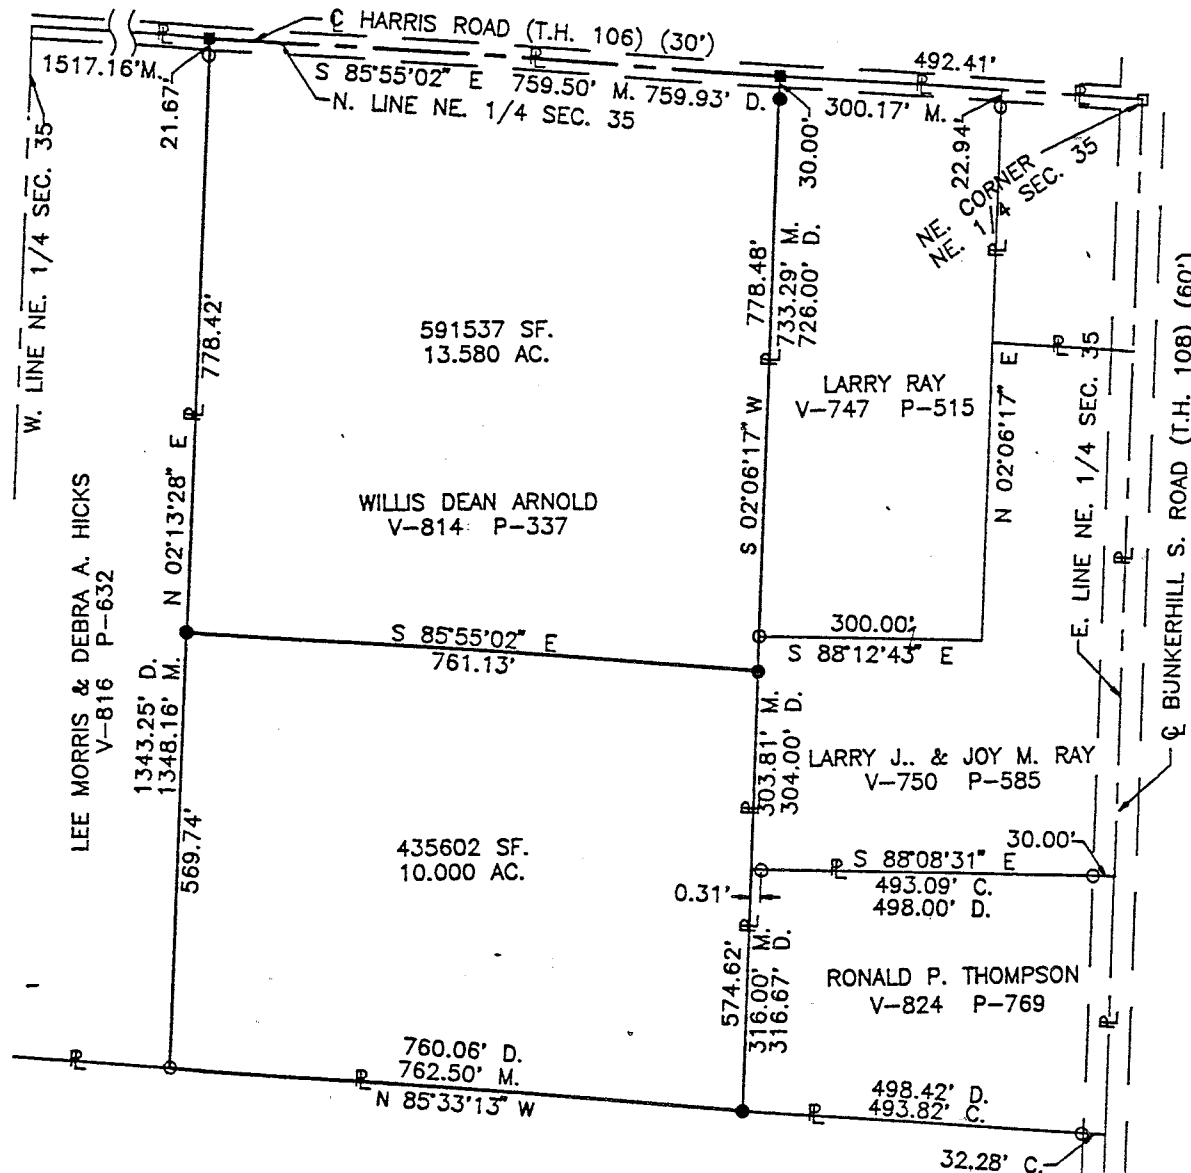 ℄ HARRIS ROAD (T.H. 106) (30')
492.41'
1517.16'M.
S 85°55'02" E
759.50' M. 759.93' D.
300.17' M.
N. LINE NE. 1/4 SEC. 35
21.67'
30.00'
22.94'
NE. CORNER
NE. 1/4 SEC. 35
W. LINE NE. 1/4 SEC. 35
778.42'
N 02°13'28" E
591537 SF.
13.580 AC.
778.48'
733.29' M.
726.00' D.
S 02°06'17" W
LARRY RAY
V-747 P-515
N 02°06'17" E
E. LINE NE. 1/4 SEC. 35
℄ BUNKERHILL S. ROAD (T.H. 108) (60')
WILLIS DEAN ARNOLD
V-814 P-337
LEE MORRIS & DEBRA A. HICKS
V-816 P-632
S 85°55'02" E
761.13'
300.00'
S 88°12'43" E
1343.25' D.
1348.16' M.
569.74'
303.81' M.
304.00' D.
LARRY J.. & JOY M. RAY
V-750 P-585
435602 SF.
10.000 AC.
30.00'
S 88°08'31" E
493.09' C.
498.00' D.
0.31'
574.62'
316.00' M.
316.67' D.
RONALD P. THOMPSON
V-824 P-769
760.06' D.
762.50' M.
N 85°33'13" W
498.42' D.
493.82' C.
32.28' C.